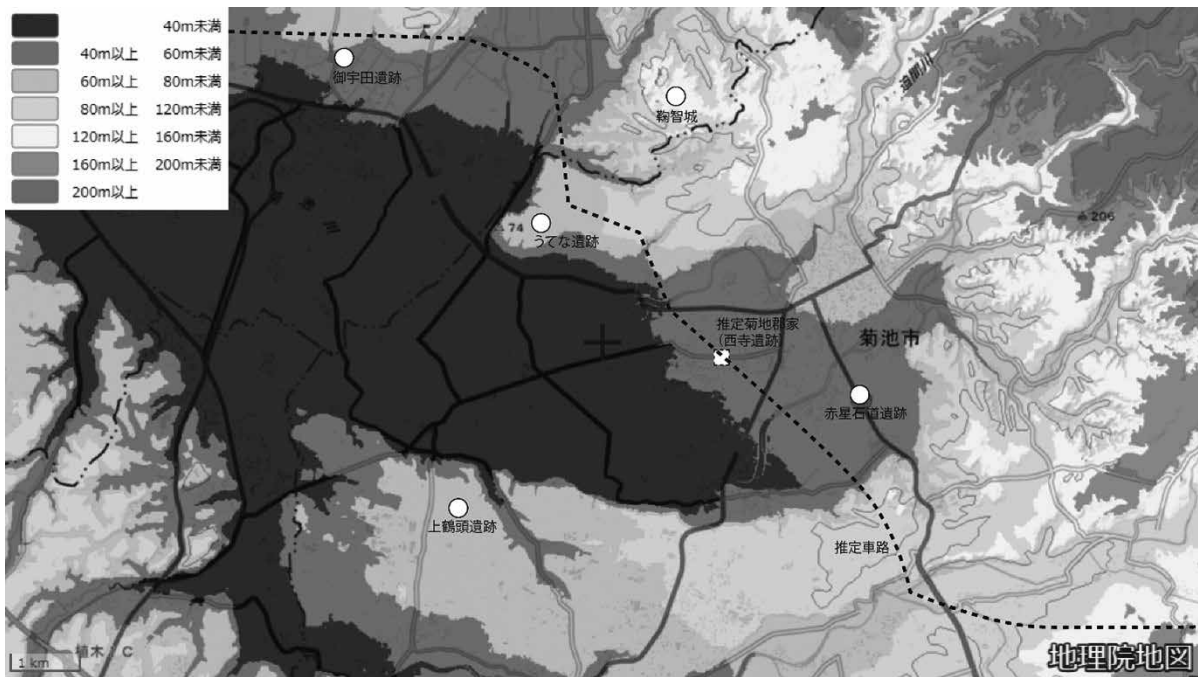 40m未満
40m以上 60m未満
60m以上 80m未満
80m以上 120m未満
120m以上 160m未満
160m以上 200m未満
200m以上
御宇田遺跡
鞠智城
74
うてな遺跡
206
推定菊池郡家
(西寺遺跡)
菊池市
赤星石道遺跡
上鶴頭遺跡
推定車路
植木IC
1 km
地理院地図